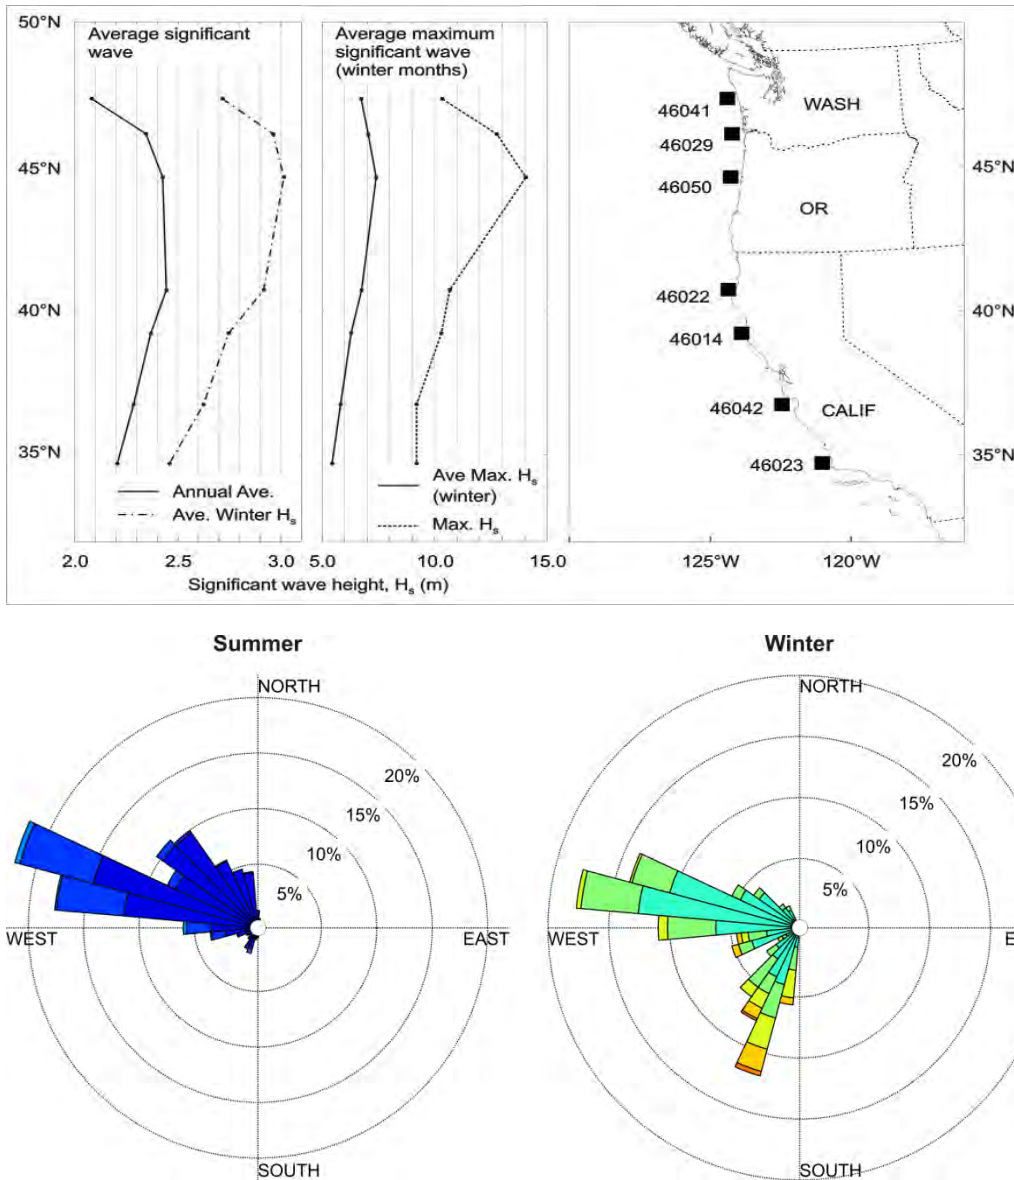 50°N
45°N
40°N
35°N
Average significant
wave
Annual Ave.
Ave. Winter Hs
2.0
3.0
Average maximum
significant wave
(winter months)
Ave Max. Hs
(winter)
Max. Hs
5.0
10.0
15.0
Significant wave height, Hs (m)
46041
46029
46050
46022
46014
46042
46023
WASH
OR
CALIF
45°N
40°N
35°N
125°W
120°W
Summer
NORTH
20%
15%
10%
5%
WEST
EAST
SOUTH
Winter
NORTH
20%
15%
10%
5%
WEST
E
SOUTH